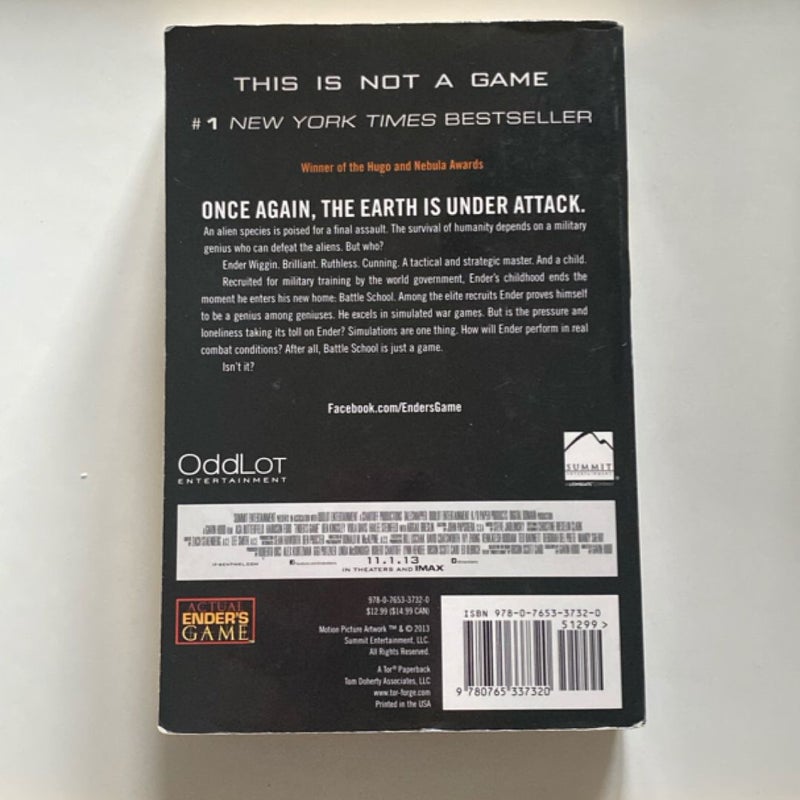 THIS IS NOT A GAME
#1 NEW YORK TIMES BESTSELLER
Winner of the Hugo and Nebula Awards
ONCE AGAIN, THE EARTH IS UNDER ATTACK.
An alien species is poised for a final assault. The survival of humanity depends on a military
genius who can defeat the aliens. But who?
Ender Wiggin. Brilliant. Ruthless. Cunning. A tactical and strategic master. And a child.
Recruited for military training by the world government, Ender's childhood ends the
moment he enters his new home: Battle School. Among the elite recruits Ender proves himself
to be a genius among geniuses. He excels in simulated war games. But is the pressure and
loneliness taking its toll on Ender? Simulations are one thing. How will Ender perform in real
combat conditions? After all, Battle School is just a game.
Isn't it?
Facebook.com/EndersGame
OddLot
ENTERTAINMENT
SUMMIT
ENTERTAINMENT
11.1.13
IN THEATERS AND IMAX
IF-SENTINEL.COM
ACTUAL
ENDER'S
GAME
978-0-7653-3732-0
$12.99 ($14.99 CAN)
Motion Picture Artwork ™ & © 2013
Summit Entertainment, LLC.
All Rights Reserved.
A Tor® Paperback
Tom Doherty Associates, LLC
www.tor-forge.com
Printed in the USA
ISBN 978-0-7653-3732-0
51299 >
9 780765 337320